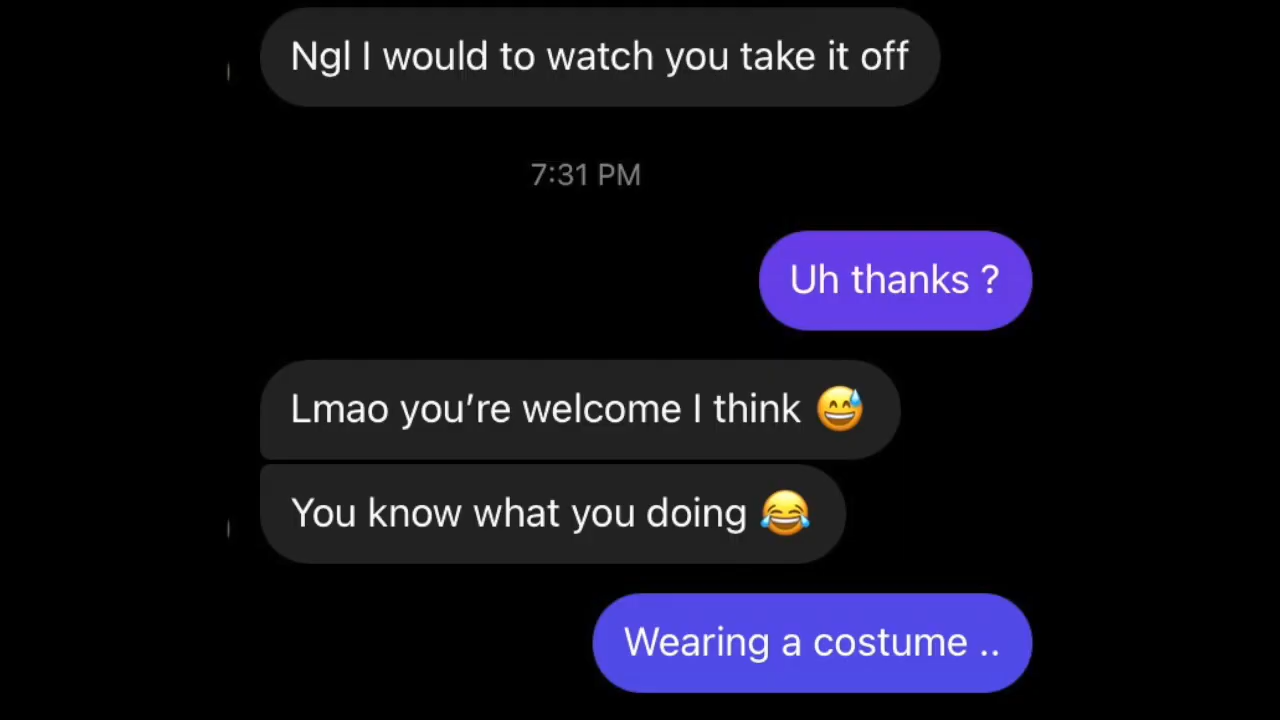 Ngl I would to watch you take it off
7:31 PM
Uh thanks ?
Lmao you’re welcome I think 😅
You know what you doing 😂
Wearing a costume ..